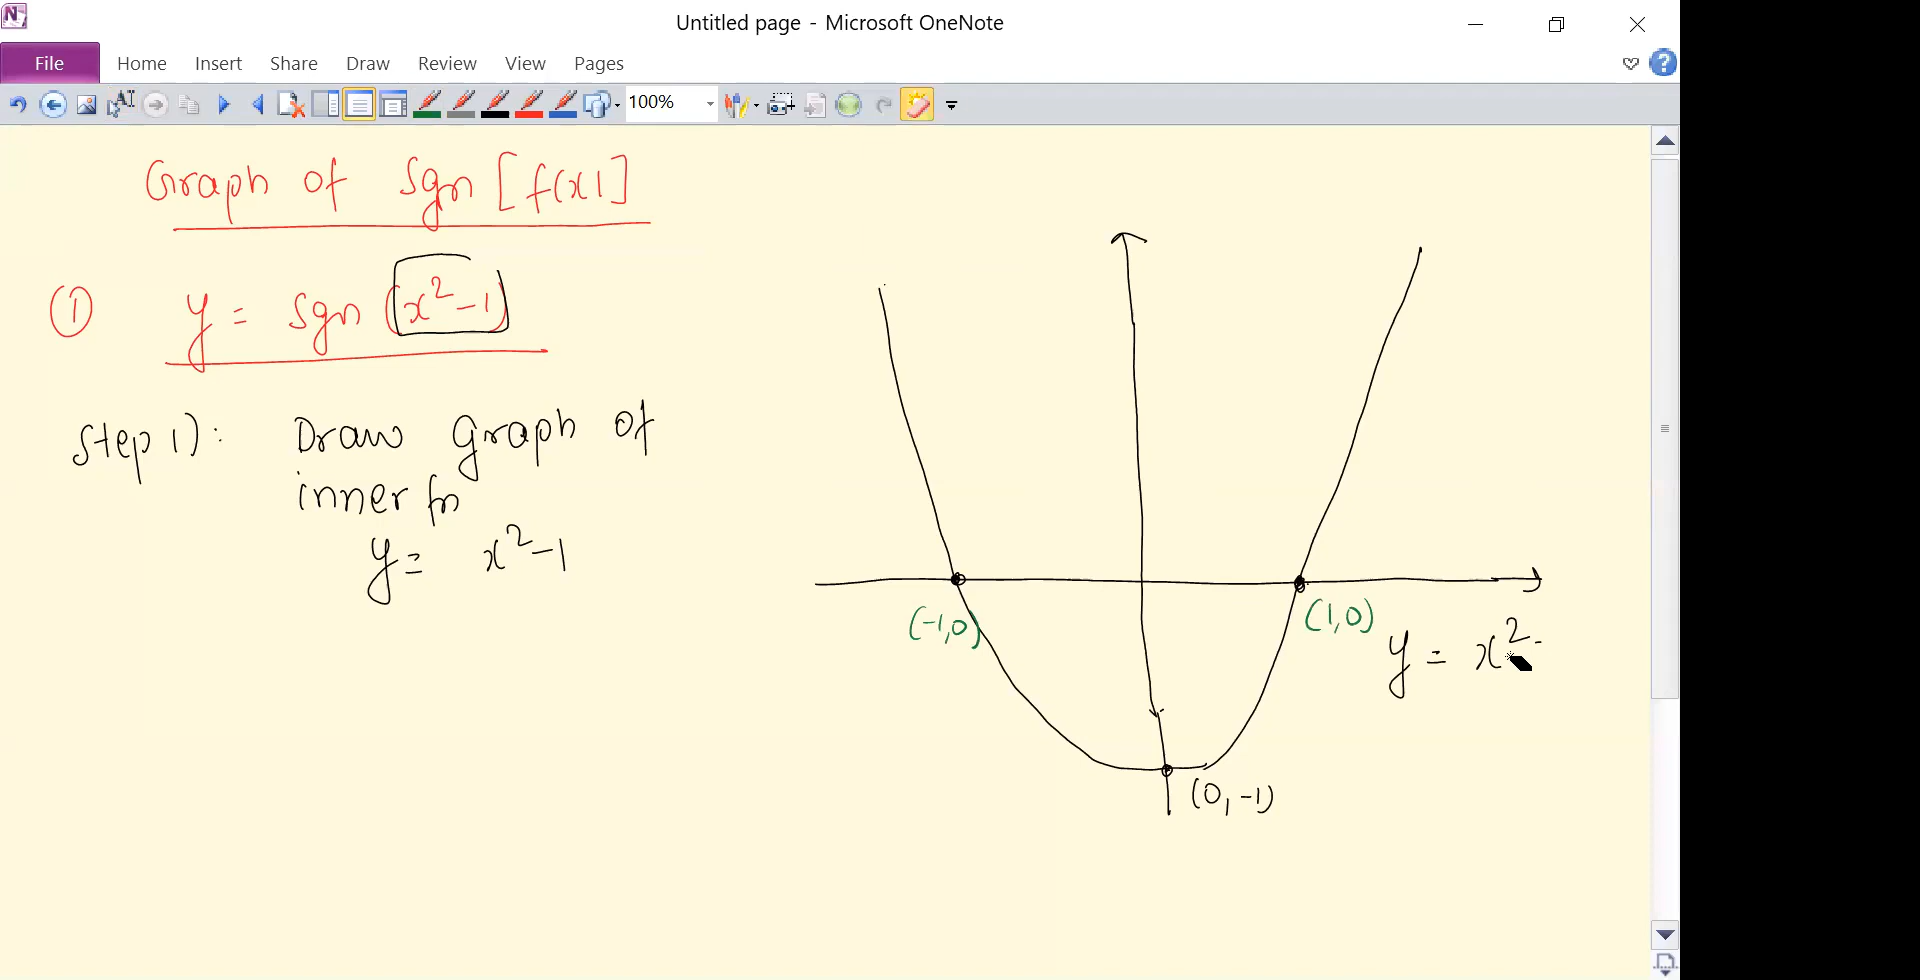 Untitled page - Microsoft OneNote
File Home Insert Share Draw Review View Pages
100%
Graph of Sgn [f(x)]
① y = sgn (x²-1)
Step 1): Draw Graph of
inner fn
y = x²-1
(-1,0)
(1,0)
y = x²-
(0,-1)